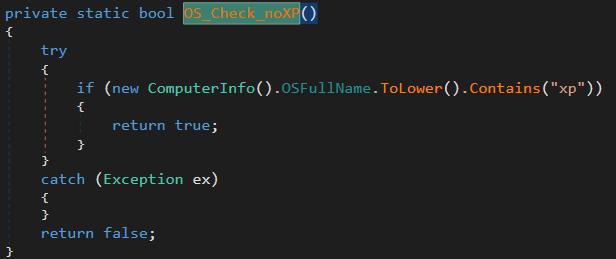 private static bool OS_Check_noXP()
{
try
{
if (new ComputerInfo().OSFullName.ToLower().Contains("xp"))
{
return true;
}
}
catch (Exception ex)
{
}
return false;
}